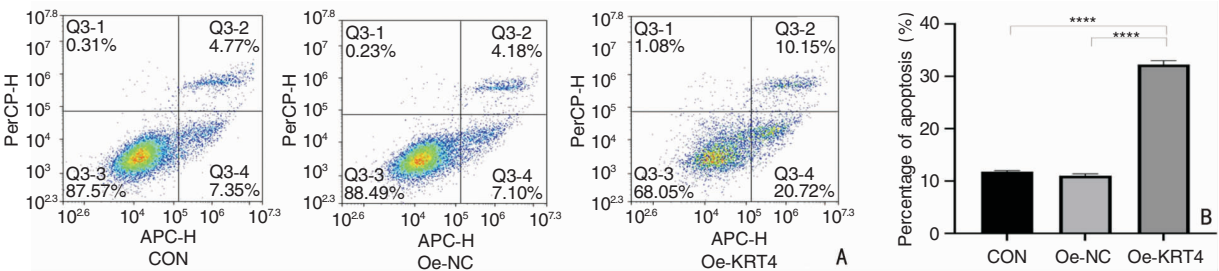 10^7.8
10^7
10^6
10^5
10^4
10^3
10^2.3
PerCP-H
Q3-1
0.31%
Q3-2
4.77%
Q3-3
87.57%
Q3-4
7.35%
10^2.6 10^4 10^5 10^6 10^7.3
APC-H
CON
10^7.8
10^7
10^6
10^5
10^4
10^3
10^2.3
PerCP-H
Q3-1
0.23%
Q3-2
4.18%
Q3-3
88.49%
Q3-4
7.10%
10^2.6 10^4 10^5 10^6 10^7.3
APC-H
Oe-NC
10^7.8
10^7
10^6
10^5
10^4
10^3
10^2.3
PerCP-H
Q3-1
1.08%
Q3-2
10.15%
Q3-3
68.05%
Q3-4
20.72%
10^2.6 10^4 10^5 10^6 10^7.3
APC-H
Oe-KRT4
A
Percentage of apoptosis (%)
40
30
20
10
0
****
****
CON Oe-NC Oe-KRT4
B